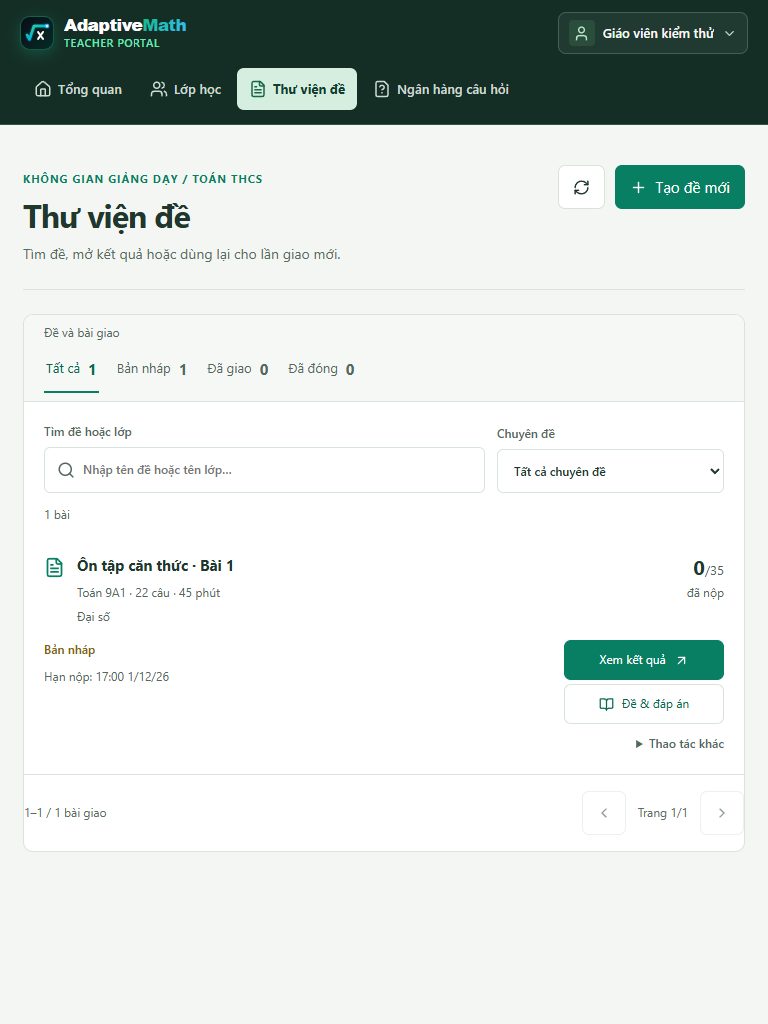 AdaptiveMath
TEACHER PORTAL
Giáo viên kiểm thử
Tổng quan
Lớp học
Thư viện đề
Ngân hàng câu hỏi
KHÔNG GIAN GIẢNG DẠY / TOÁN THCS
Thư viện đề
Tìm đề, mở kết quả hoặc dùng lại cho lần giao mới.
Tạo đề mới
Đề và bài giao
Tất cả 1
Bản nháp 1
Đã giao 0
Đã đóng 0
Tìm đề hoặc lớp
Nhập tên đề hoặc tên lớp...
Chuyên đề
Tất cả chuyên đề
1 bài
Ôn tập căn thức · Bài 1
Toán 9A1 · 22 câu · 45 phút
Đại số
0/35
đã nộp
Bản nháp
Hạn nộp: 17:00 1/12/26
Xem kết quả
Đề & đáp án
Thao tác khác
1–1 / 1 bài giao
Trang 1/1